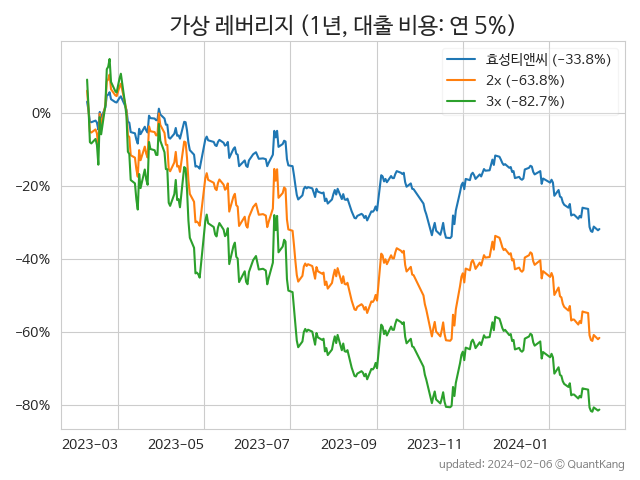 가상 레버리지 (1년, 대출 비용: 연 5%)
효성티앤씨 (−33.8%)
2x (−63.8%)
3x (−82.7%)
0%
−20%
−40%
−60%
−80%
2023-03 2023-05 2023-07 2023-09 2023-11 2024-01
updated: 2024-02-06 © QuantKang